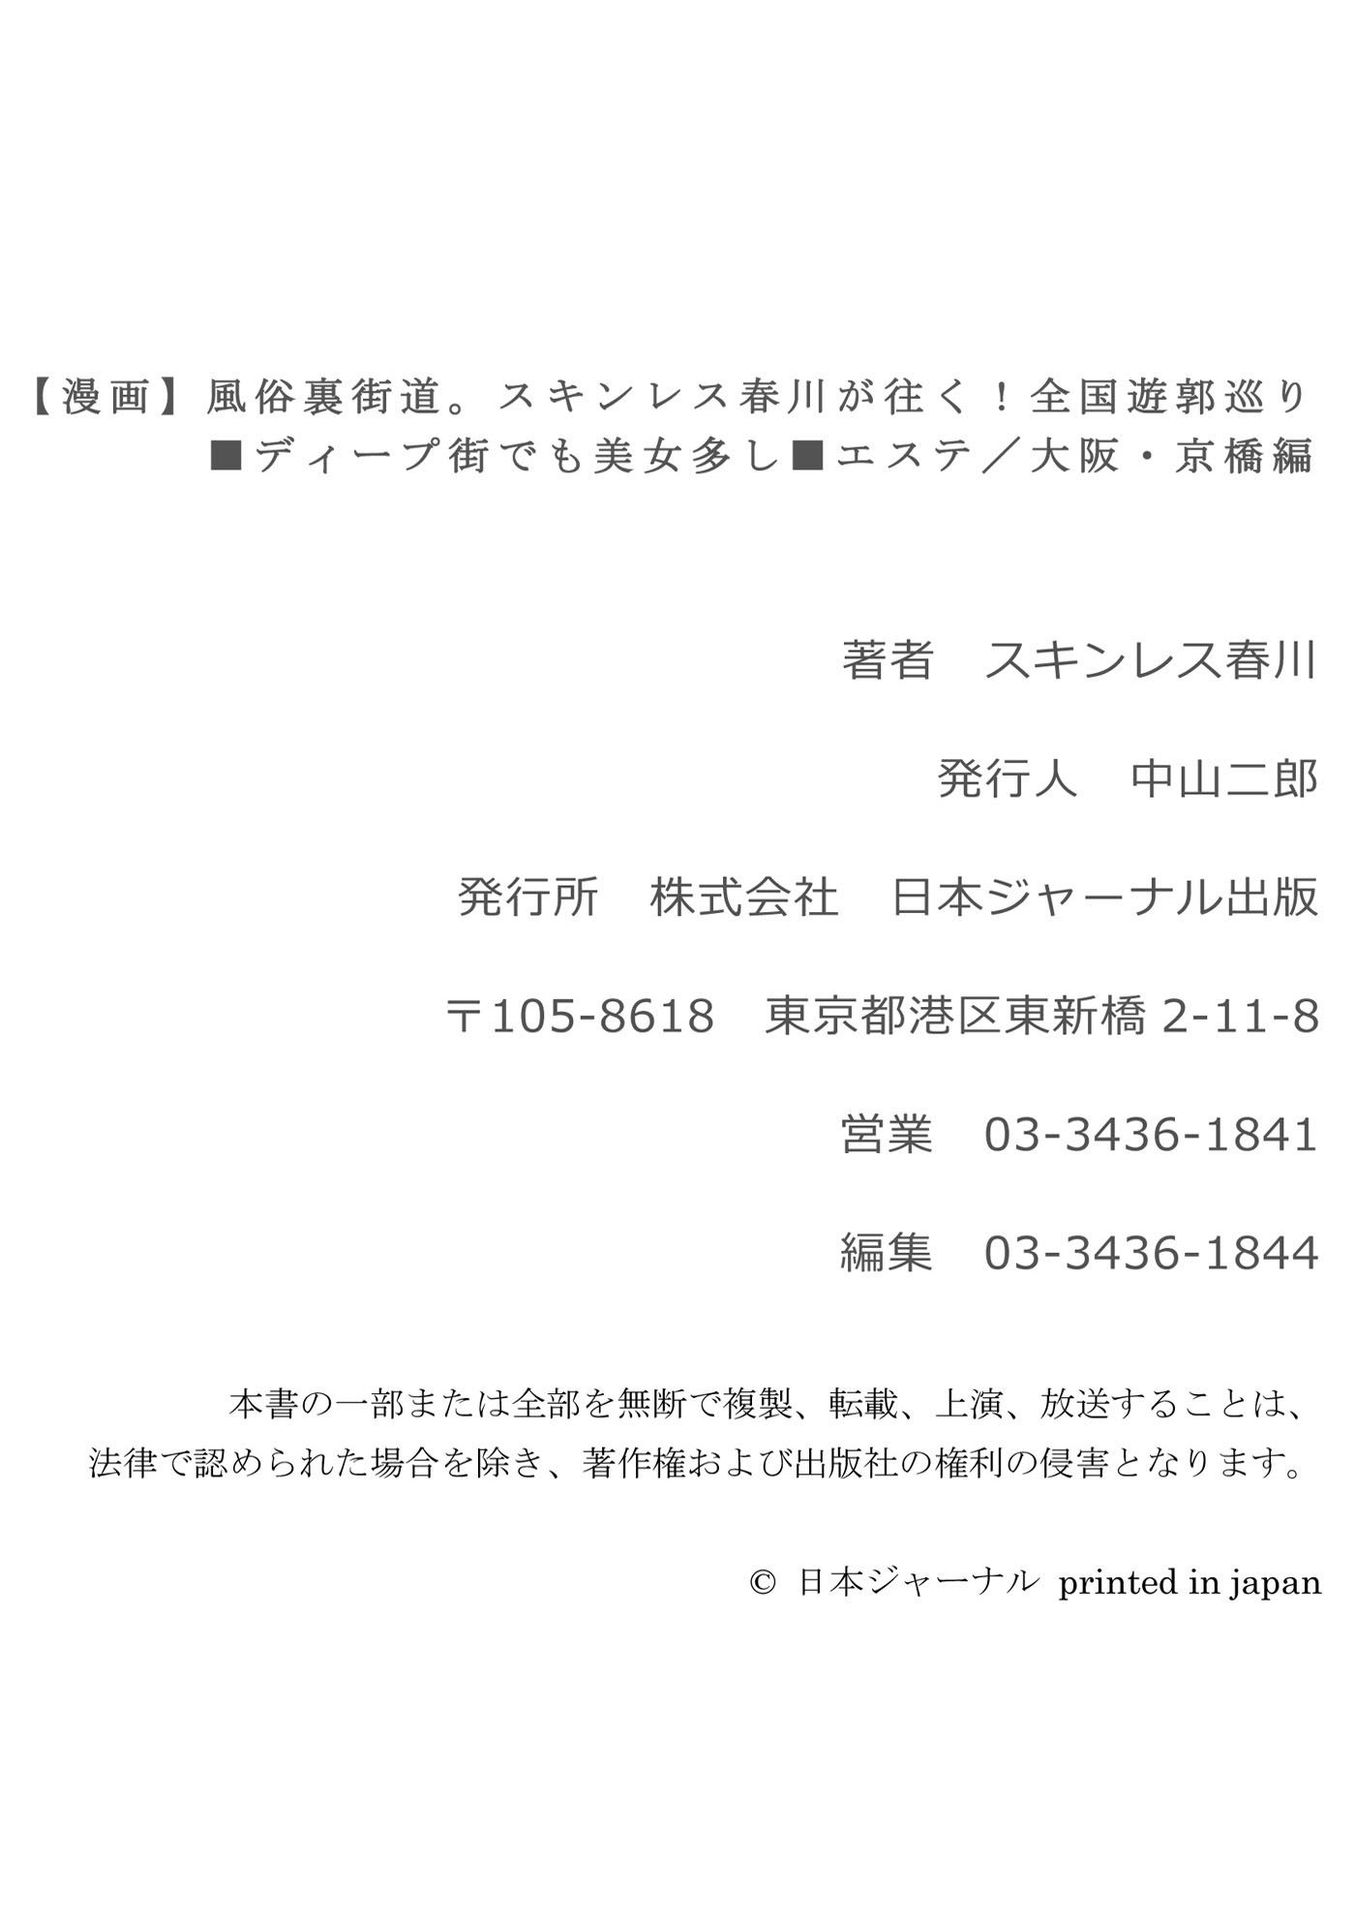 【漫画】風俗裏街道。スキンレス春川が往く！全国遊郭巡り
■ディープ街でも美女多し■エステ／大阪・京橋編
著者　スキンレス春川
発行人　中山二郎
発行所　株式会社　日本ジャーナル出版
〒105-8618　東京都港区東新橋 2-11-8
営業　03-3436-1841
編集　03-3436-1844
本書の一部または全部を無断で複製、転載、上演、放送することは、
法律で認められた場合を除き、著作権および出版社の権利の侵害となります。
© 日本ジャーナル printed in japan